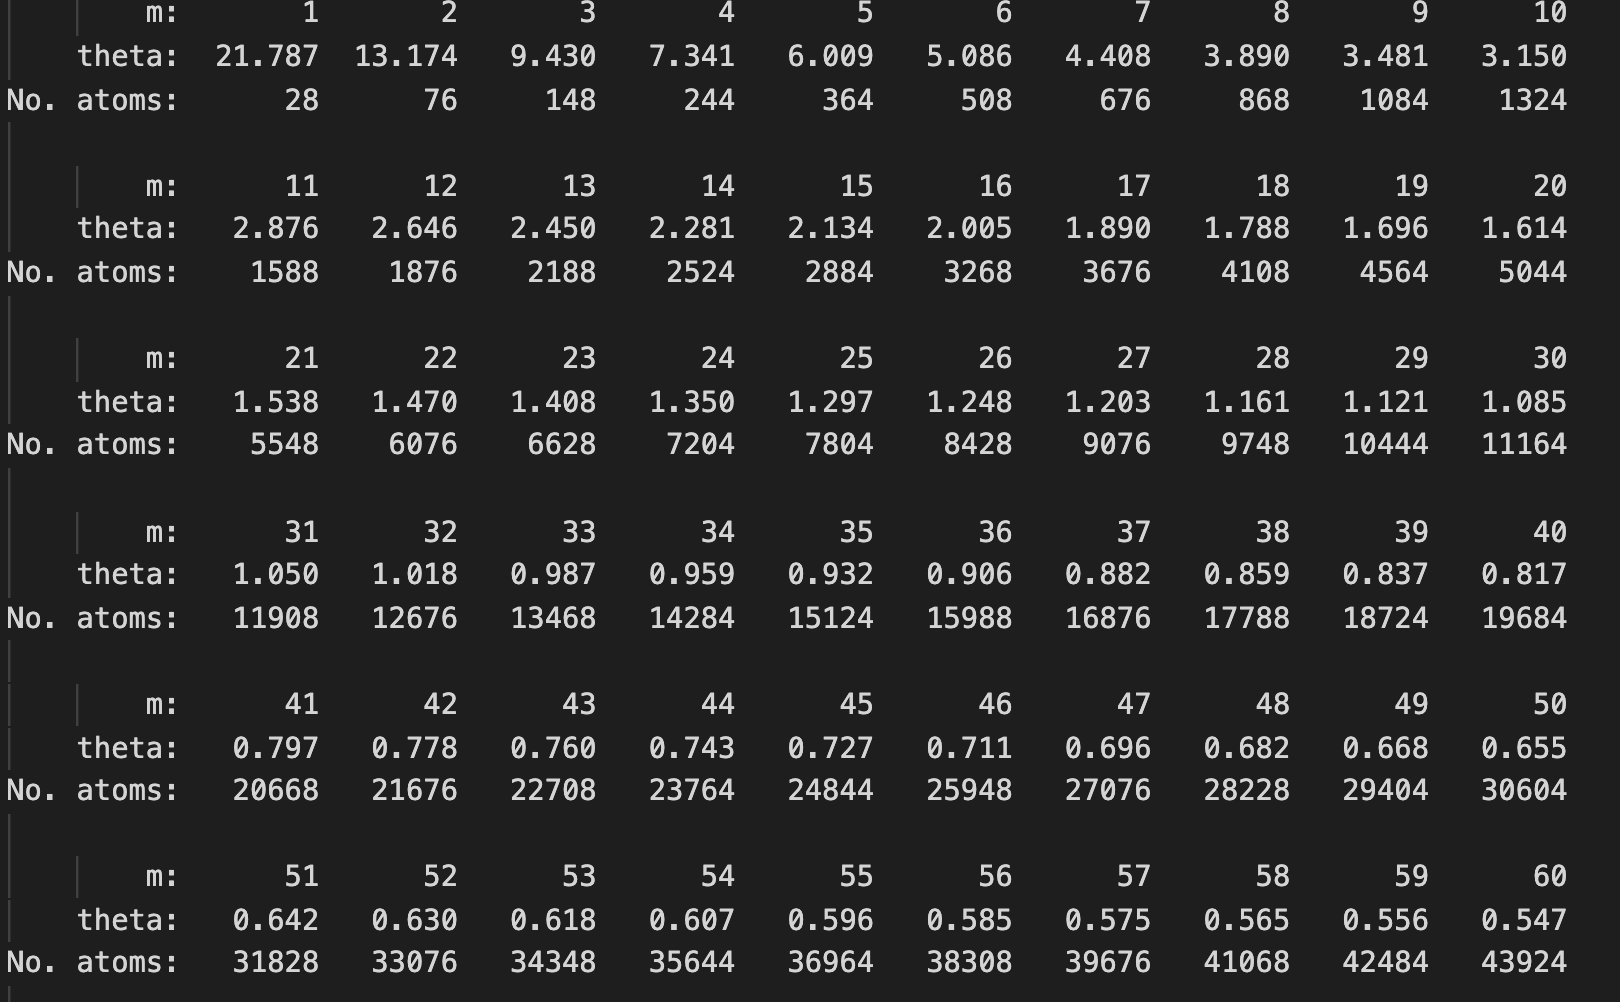 m: 1 2 3 4 5 6 7 8 9 10
theta: 21.787 13.174 9.430 7.341 6.009 5.086 4.408 3.890 3.481 3.150
No. atoms: 28 76 148 244 364 508 676 868 1084 1324
m: 11 12 13 14 15 16 17 18 19 20
theta: 2.876 2.646 2.450 2.281 2.134 2.005 1.890 1.788 1.696 1.614
No. atoms: 1588 1876 2188 2524 2884 3268 3676 4108 4564 5044
m: 21 22 23 24 25 26 27 28 29 30
theta: 1.538 1.470 1.408 1.350 1.297 1.248 1.203 1.161 1.121 1.085
No. atoms: 5548 6076 6628 7204 7804 8428 9076 9748 10444 11164
m: 31 32 33 34 35 36 37 38 39 40
theta: 1.050 1.018 0.987 0.959 0.932 0.906 0.882 0.859 0.837 0.817
No. atoms: 11908 12676 13468 14284 15124 15988 16876 17788 18724 19684
m: 41 42 43 44 45 46 47 48 49 50
theta: 0.797 0.778 0.760 0.743 0.727 0.711 0.696 0.682 0.668 0.655
No. atoms: 20668 21676 22708 23764 24844 25948 27076 28228 29404 30604
m: 51 52 53 54 55 56 57 58 59 60
theta: 0.642 0.630 0.618 0.607 0.596 0.585 0.575 0.565 0.556 0.547
No. atoms: 31828 33076 34348 35644 36964 38308 39676 41068 42484 43924